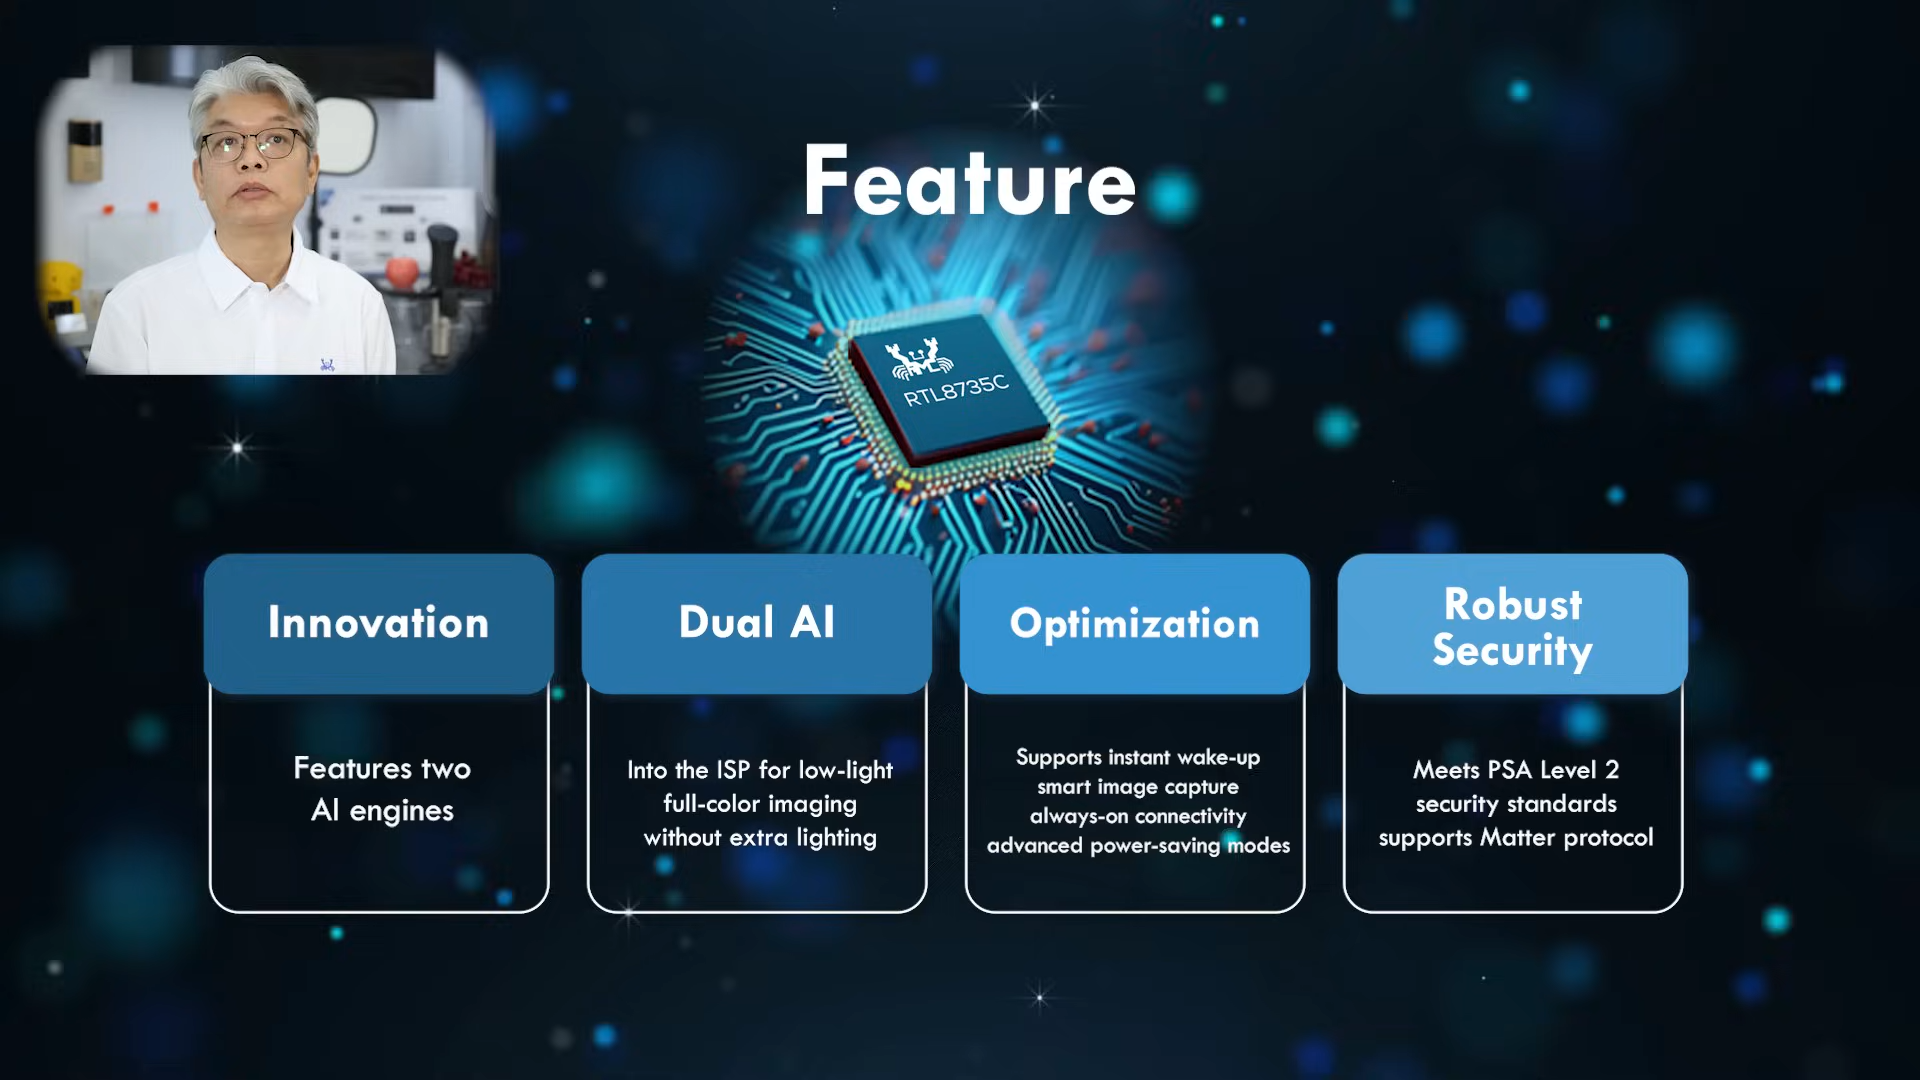 Feature
RTL8735C
Innovation
Features two
AI engines
Dual AI
Into the ISP for low-light
full-color imaging
without extra lighting
Optimization
Supports instant wake-up
smart image capture
always-on connectivity
advanced power-saving modes
Robust
Security
Meets PSA Level 2
security standards
supports Matter protocol